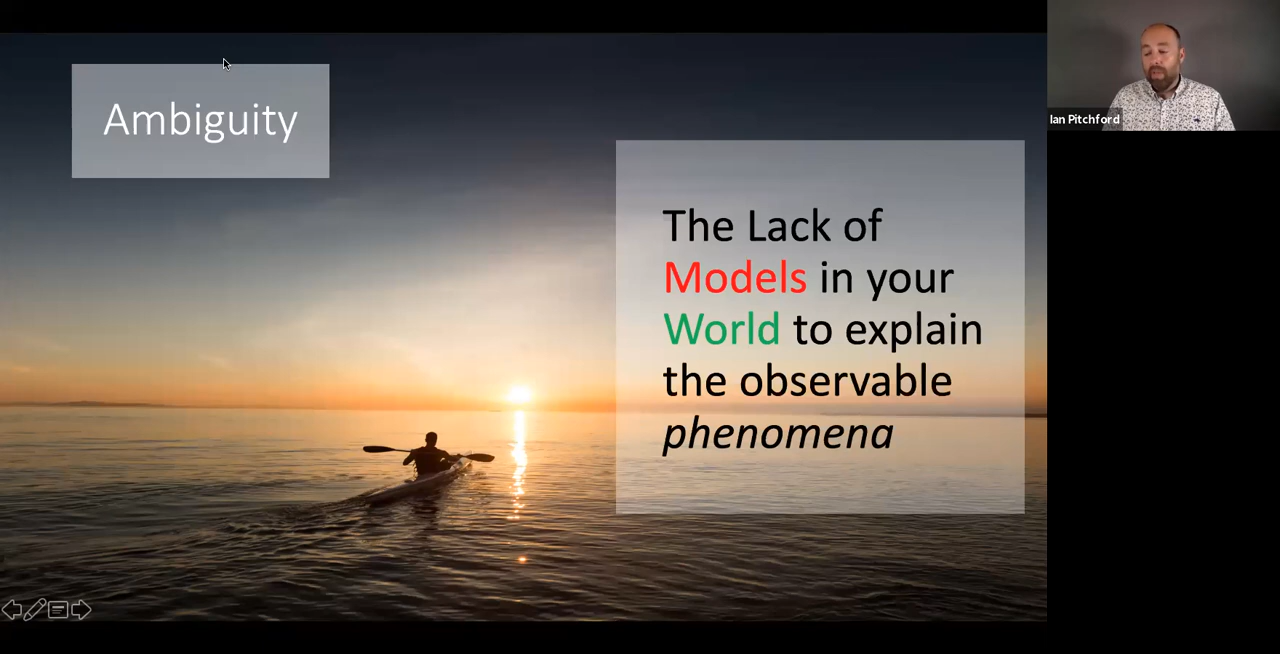 Ambiguity
The Lack of
Models in your
World to explain
the observable
phenomena
Ian Pitchford